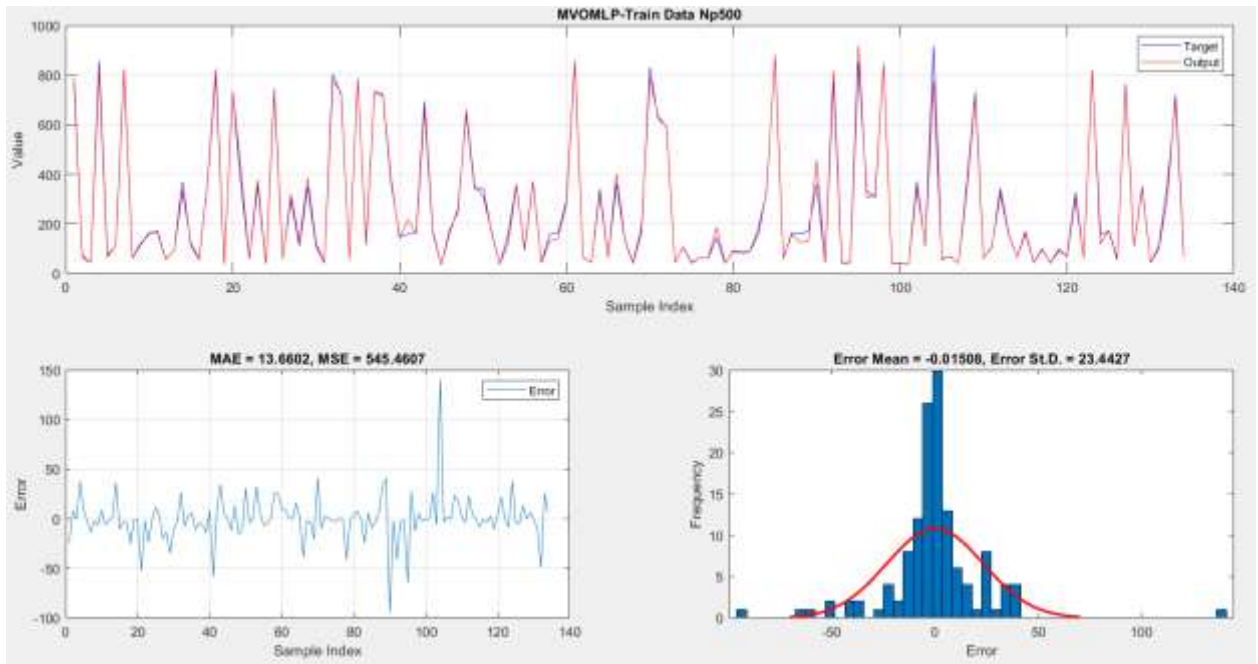 MVOMLP-Train Data Np500
1000
800
600
400
200
0
Value
Target
Output
0 20 40 60 80 100 120 140
Sample Index
MAE = 13.6602, MSE = 545.4607
150
100
50
0
-50
-100
Error
Error
0 20 40 60 80 100 120 140
Sample Index
Error Mean = -0.01508, Error St.D. = 23.4427
30
25
20
15
10
5
0
Frequency
-50 0 50 100
Error